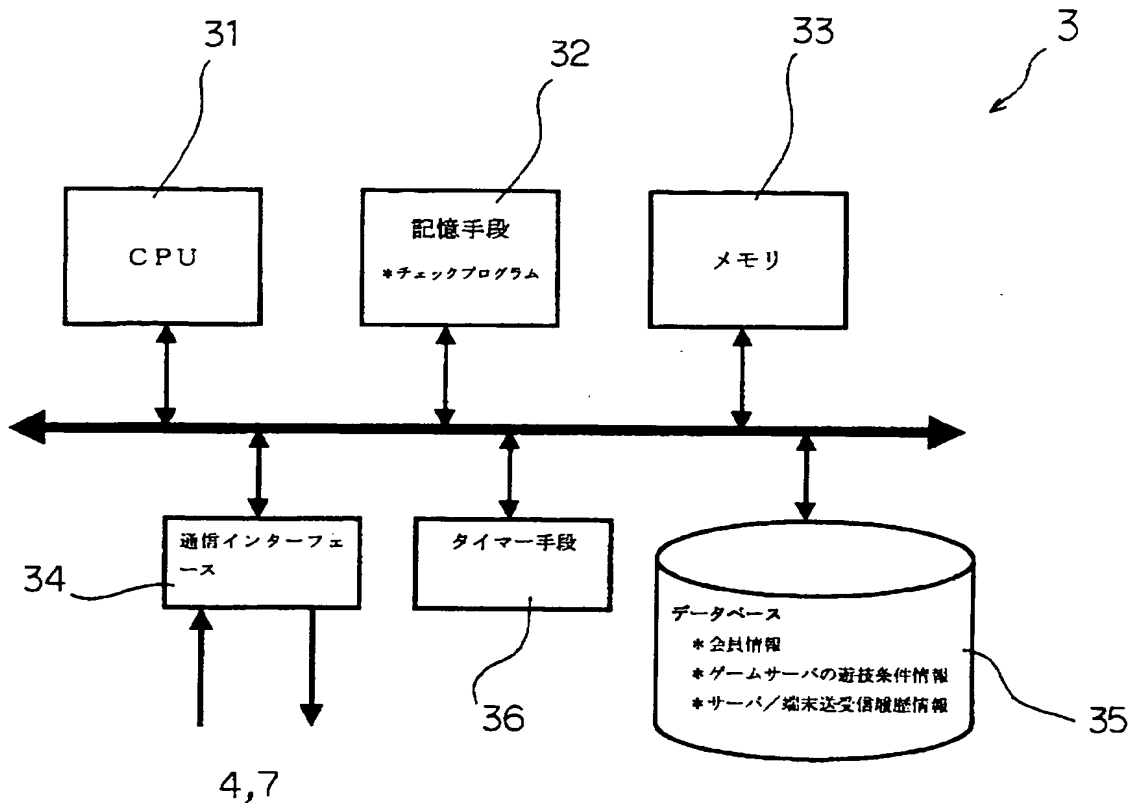 31
32
33
3
CPU
記憶手段
*チェックプログラム
メモリ
通信インターフェ
ース
34
タイマー手段
36
データベース
*会員情報
*ゲームサーバの遊技条件情報
*サーバ/端末送受信履歴情報
35
4,7